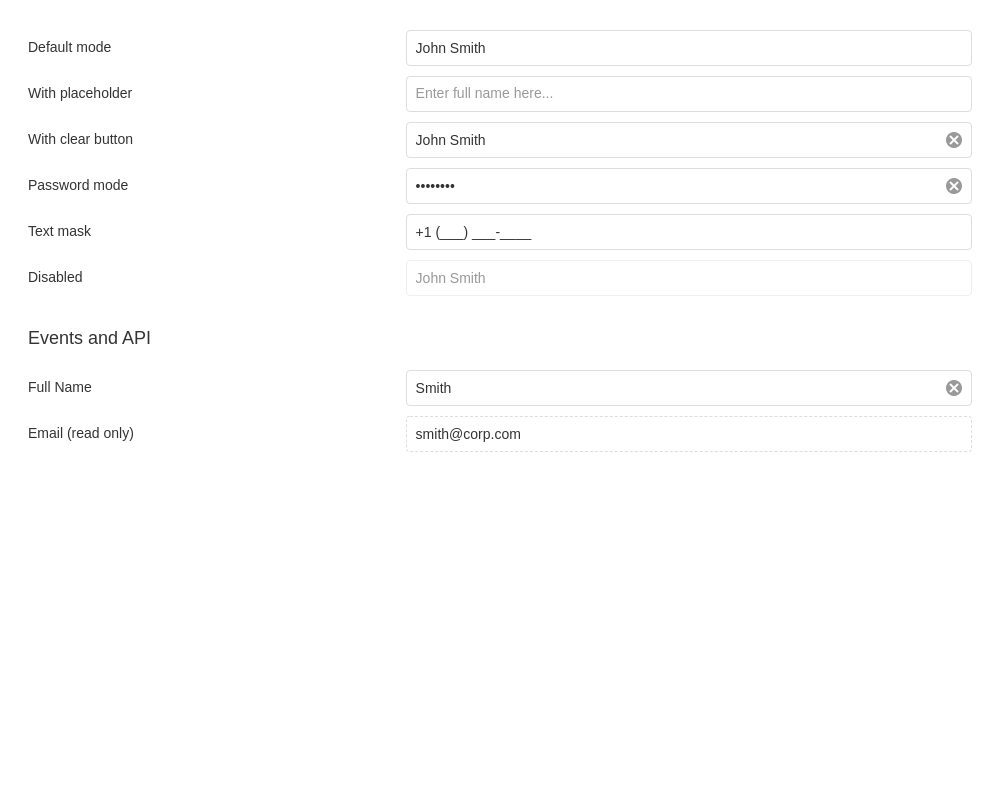 Default mode
John Smith
With placeholder
Enter full name here...
With clear button
John Smith
Password mode
••••••••
Text mask
+1 (___) ___-____
Disabled
John Smith
Events and API
Full Name
Smith
Email (read only)
smith@corp.com